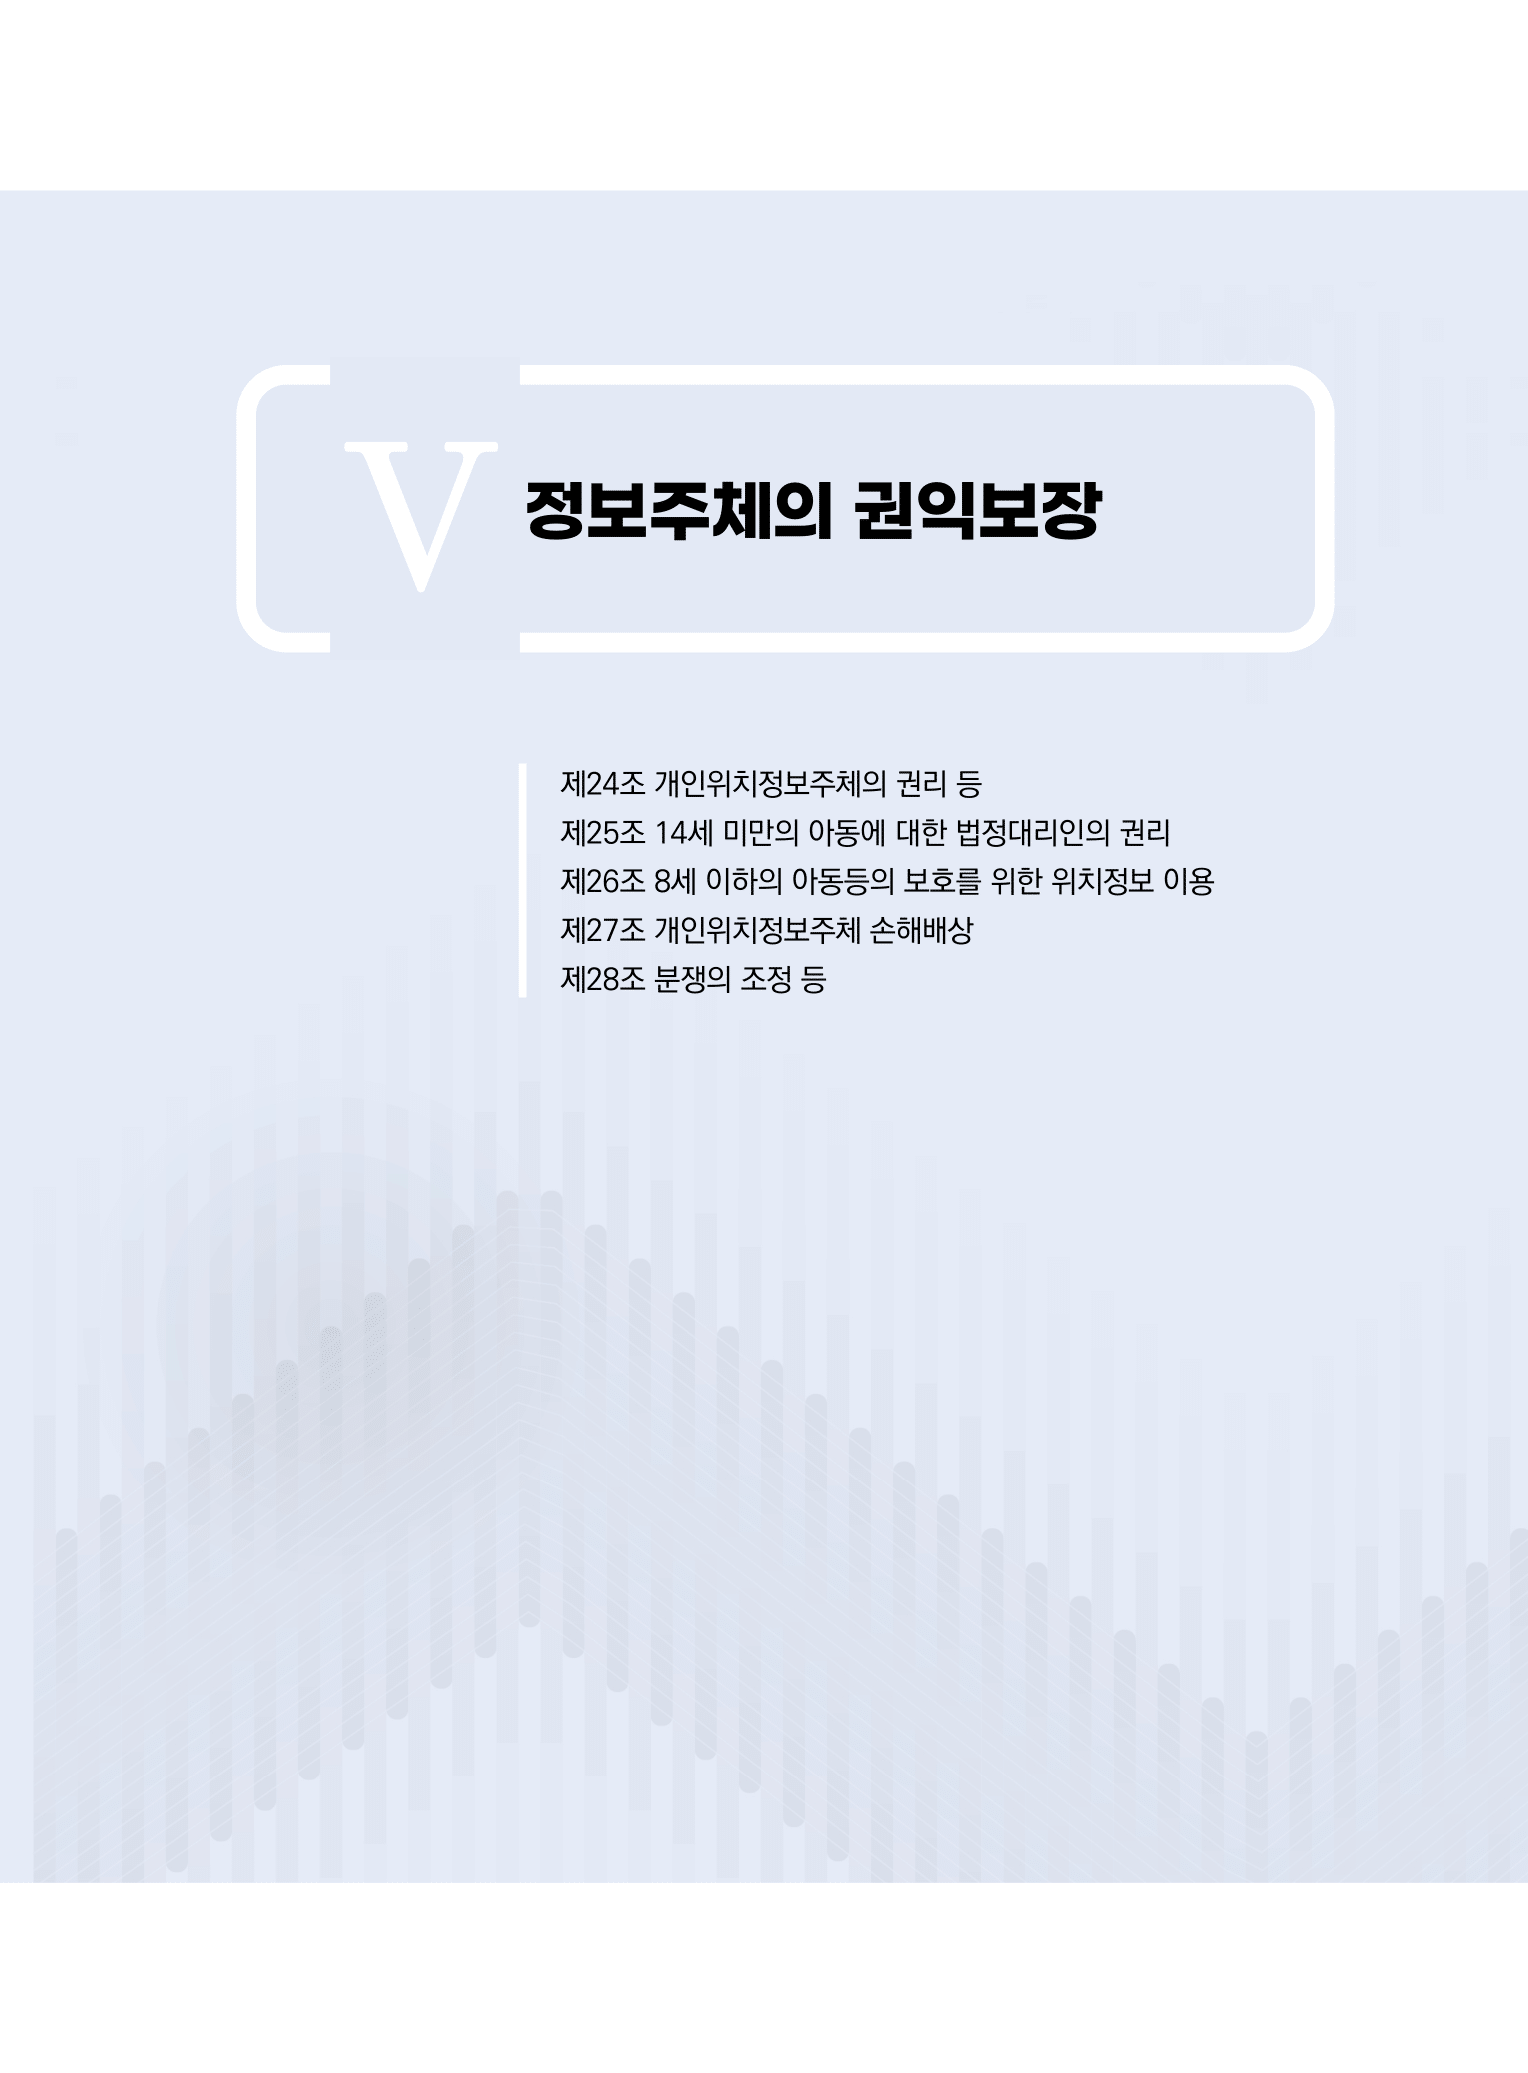 V 정보주체의 권익보장
제24조 개인위치정보주체의 권리 등
제25조 14세 미만의 아동에 대한 법정대리인의 권리
제26조 8세 이하의 아동등의 보호를 위한 위치정보 이용
제27조 개인위치정보주체 손해배상
제28조 분쟁의 조정 등